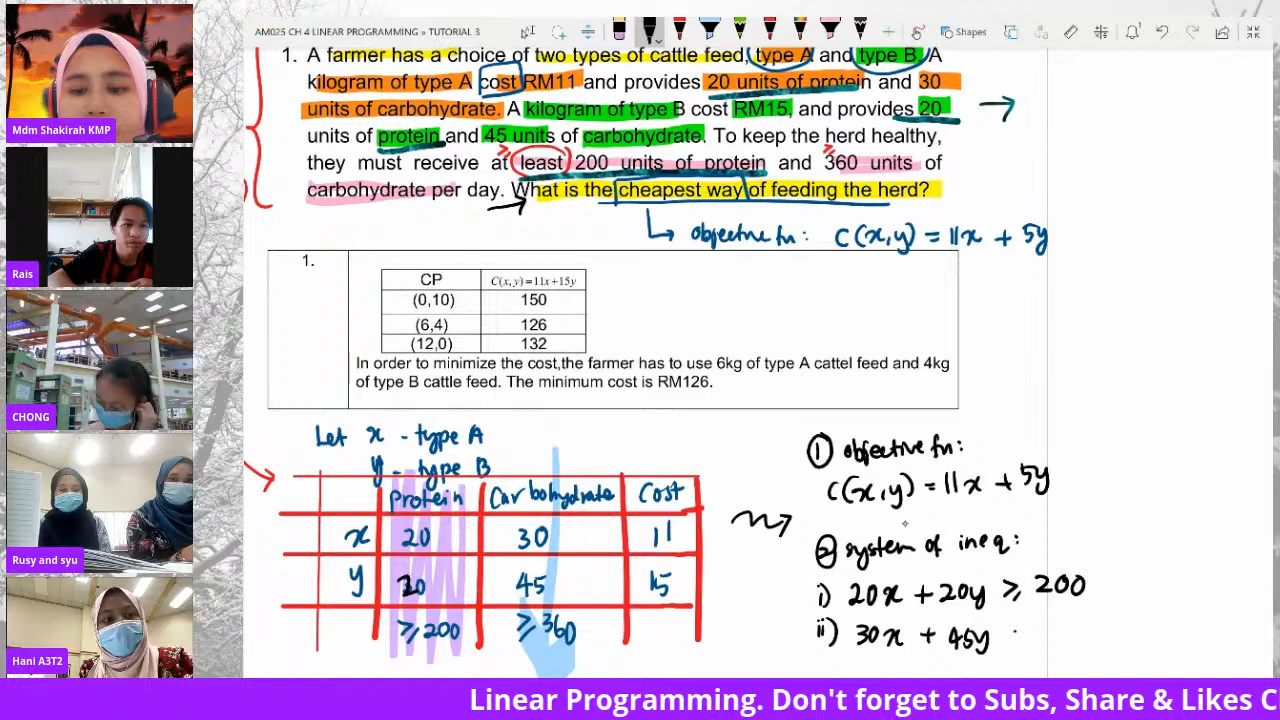 AM025 CH 4 LINEAR PROGRAMMING » TUTORIAL 3
Shapes
1. A farmer has a choice of two types of cattle feed, type A and type B. A
kilogram of type A cost RM11 and provides 20 units of protein and 30
units of carbohydrate. A kilogram of type B cost RM15, and provides 20
units of protein and 45 units of carbohydrate. To keep the herd healthy,
≥ ≥
they must receive at least 200 units of protein and 360 units of
carbohydrate per day. What is the cheapest way of feeding the herd?
objective fn: C(x,y) = 11x + 5y
1.
CP C(x,y)=11x+15y
(0,10) 150
(6,4) 126
(12,0) 132
In order to minimize the cost,the farmer has to use 6kg of type A cattel feed and 4kg
of type B cattle feed. The minimum cost is RM126.
Let x - type A
y - type B
Protein Carbohydrate Cost
x 20 30 11
y 20 45 15
≥ 200 ≥ 360
① objective fn:
C(x,y) = 11x + 5y
② system of ineq:
i) 20x + 20y ≥ 200
ii) 30x + 45y
Mdm Shakirah KMP
Rais
CHONG
Rusy and syu
Hani A3T2
Linear Programming. Don't forget to Subs, Share & Likes C